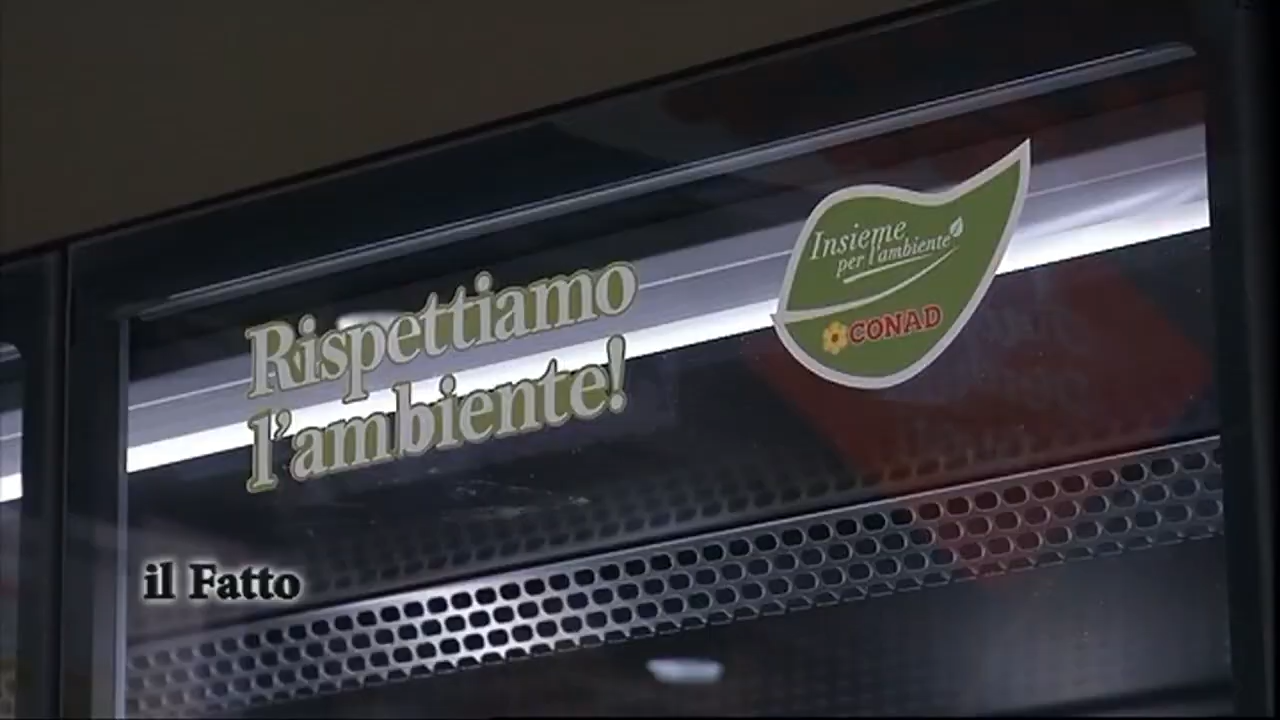 Rispettiamo
l'ambiente!
Insieme
per l'ambiente
CONAD
il Fatto